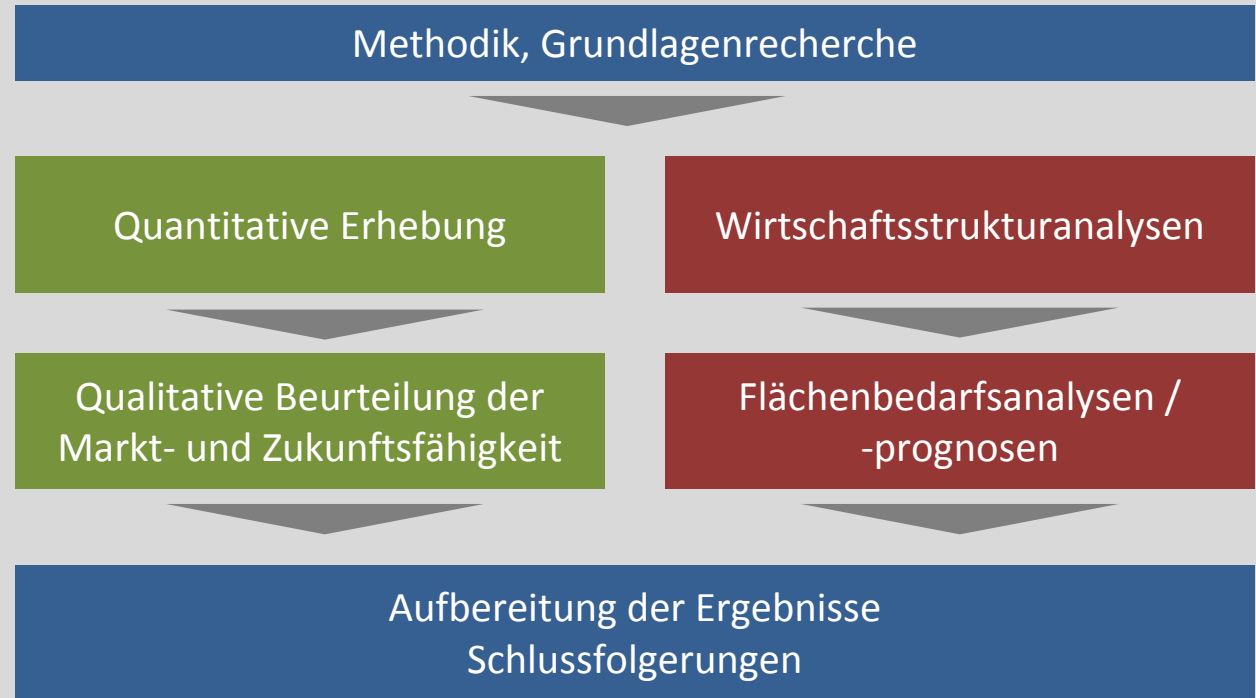 Methodik, Grundlagenrecherche
Quantitative Erhebung
Wirtschaftsstrukturanalysen
Qualitative Beurteilung der
Markt- und Zukunftsfähigkeit
Flächenbedarfsanalysen /
-prognosen
Aufbereitung der Ergebnisse
Schlussfolgerungen